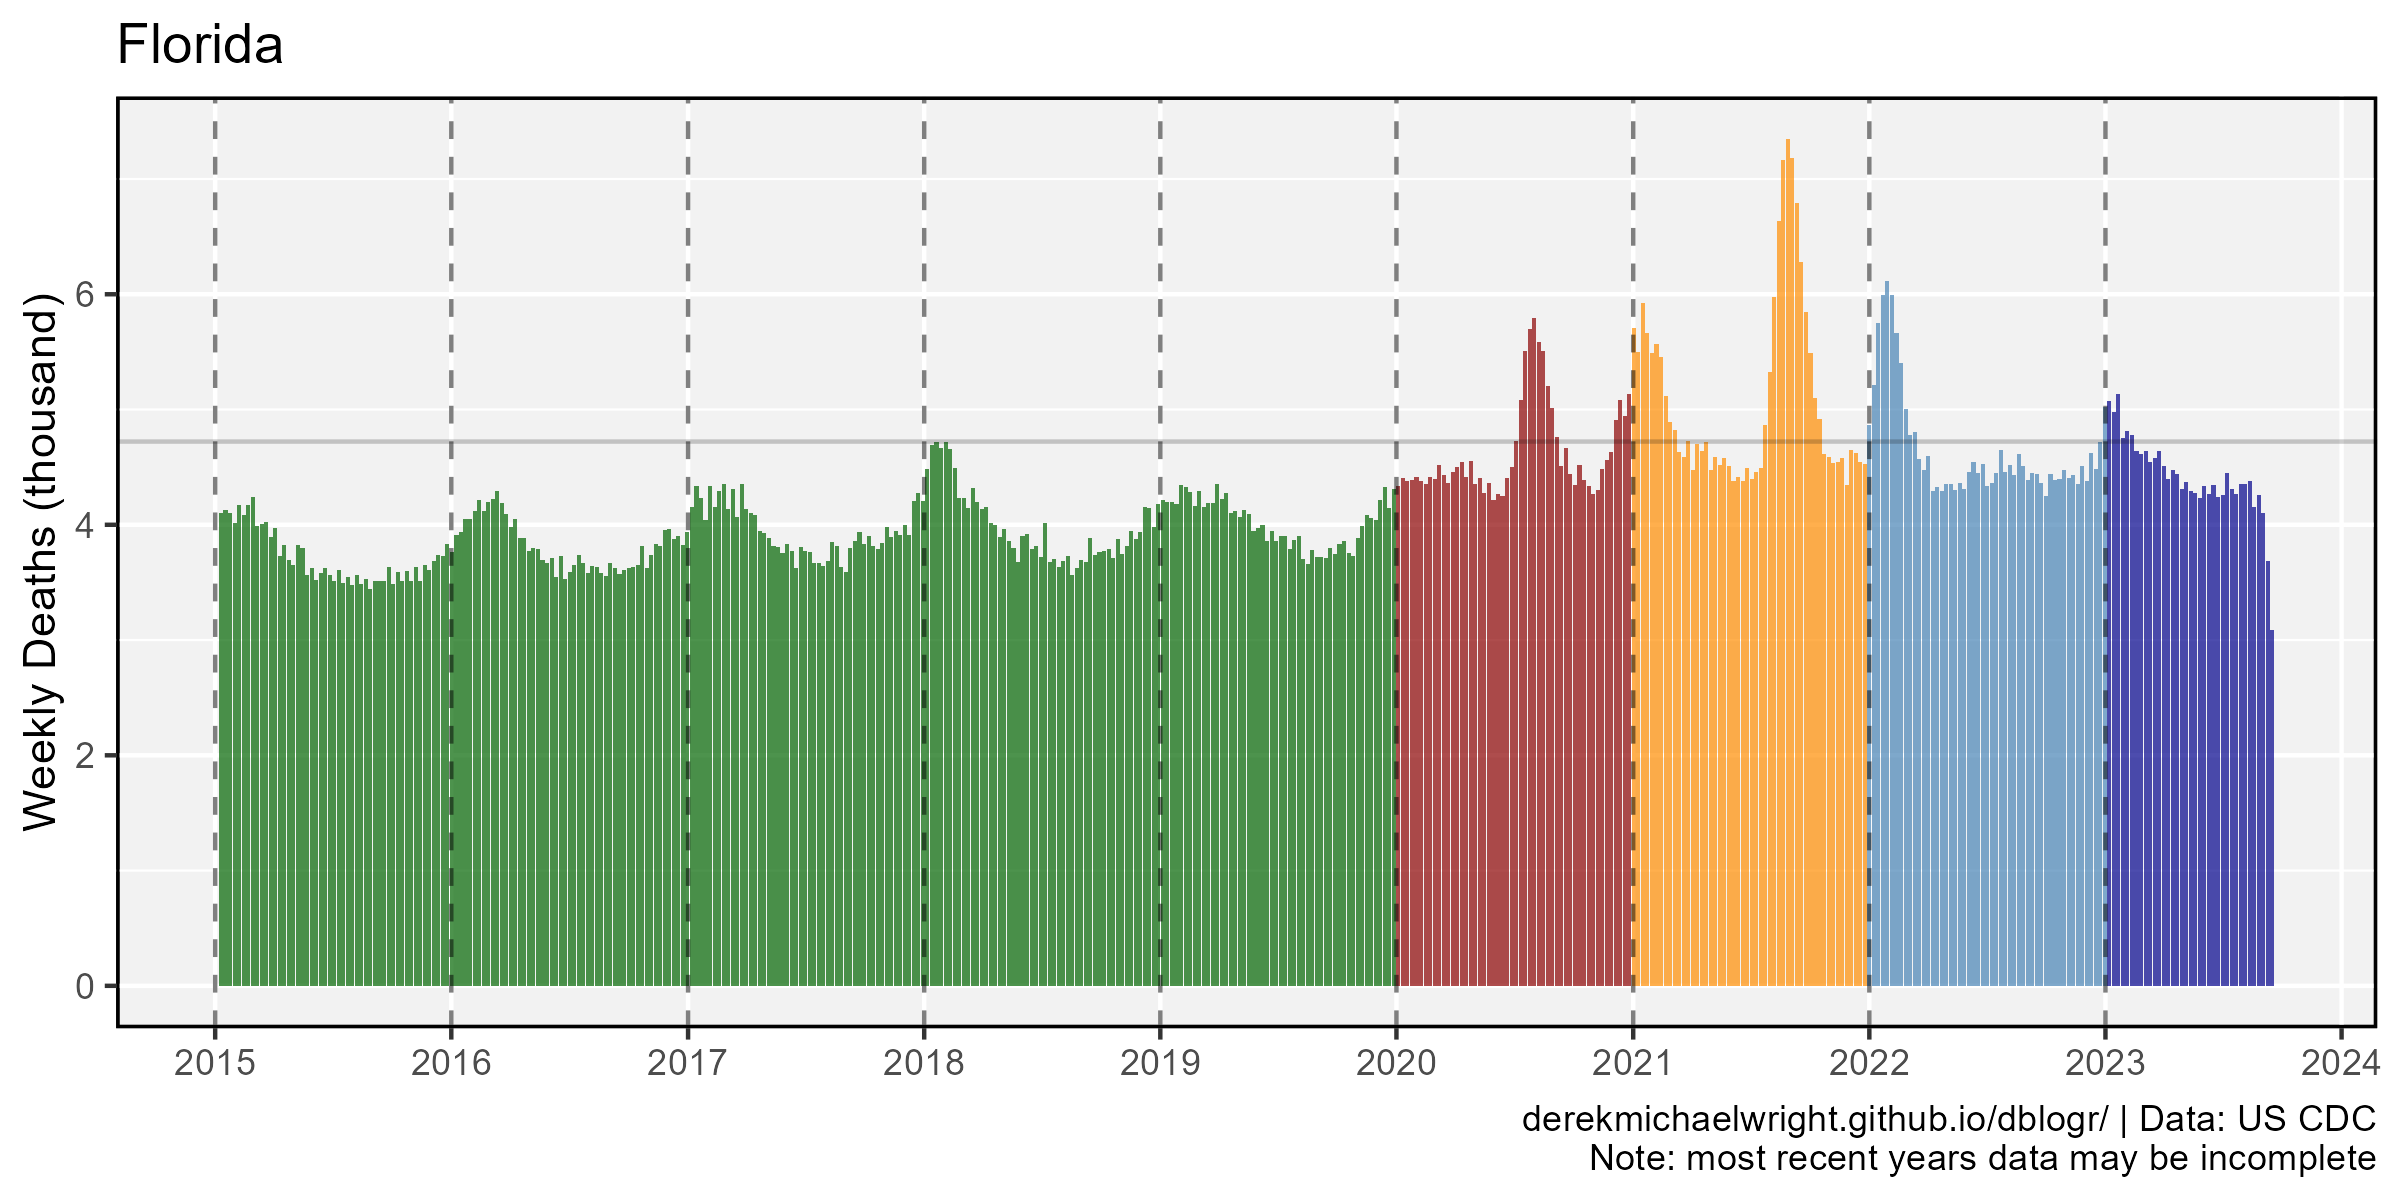 Florida
Weekly Deaths (thousand)
6
4
2
0
2015 2016 2017 2018 2019 2020 2021 2022 2023 2024
derekmichaelwright.github.io/dblogr/ | Data: US CDC
Note: most recent years data may be incomplete